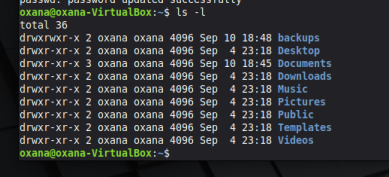 passwd: password updated successfully
oxana@oxana-VirtualBox:~$ ls -l
total 36
drwxrwxr-x 2 oxana oxana 4096 Sep 10 18:48 backups
drwxr-xr-x 2 oxana oxana 4096 Sep  4 23:18 Desktop
drwxr-xr-x 3 oxana oxana 4096 Sep 10 18:45 Documents
drwxr-xr-x 2 oxana oxana 4096 Sep  4 23:18 Downloads
drwxr-xr-x 2 oxana oxana 4096 Sep  4 23:18 Music
drwxr-xr-x 2 oxana oxana 4096 Sep  4 23:18 Pictures
drwxr-xr-x 2 oxana oxana 4096 Sep  4 23:18 Public
drwxr-xr-x 2 oxana oxana 4096 Sep  4 23:18 Templates
drwxr-xr-x 2 oxana oxana 4096 Sep  4 23:18 Videos
oxana@oxana-VirtualBox:~$